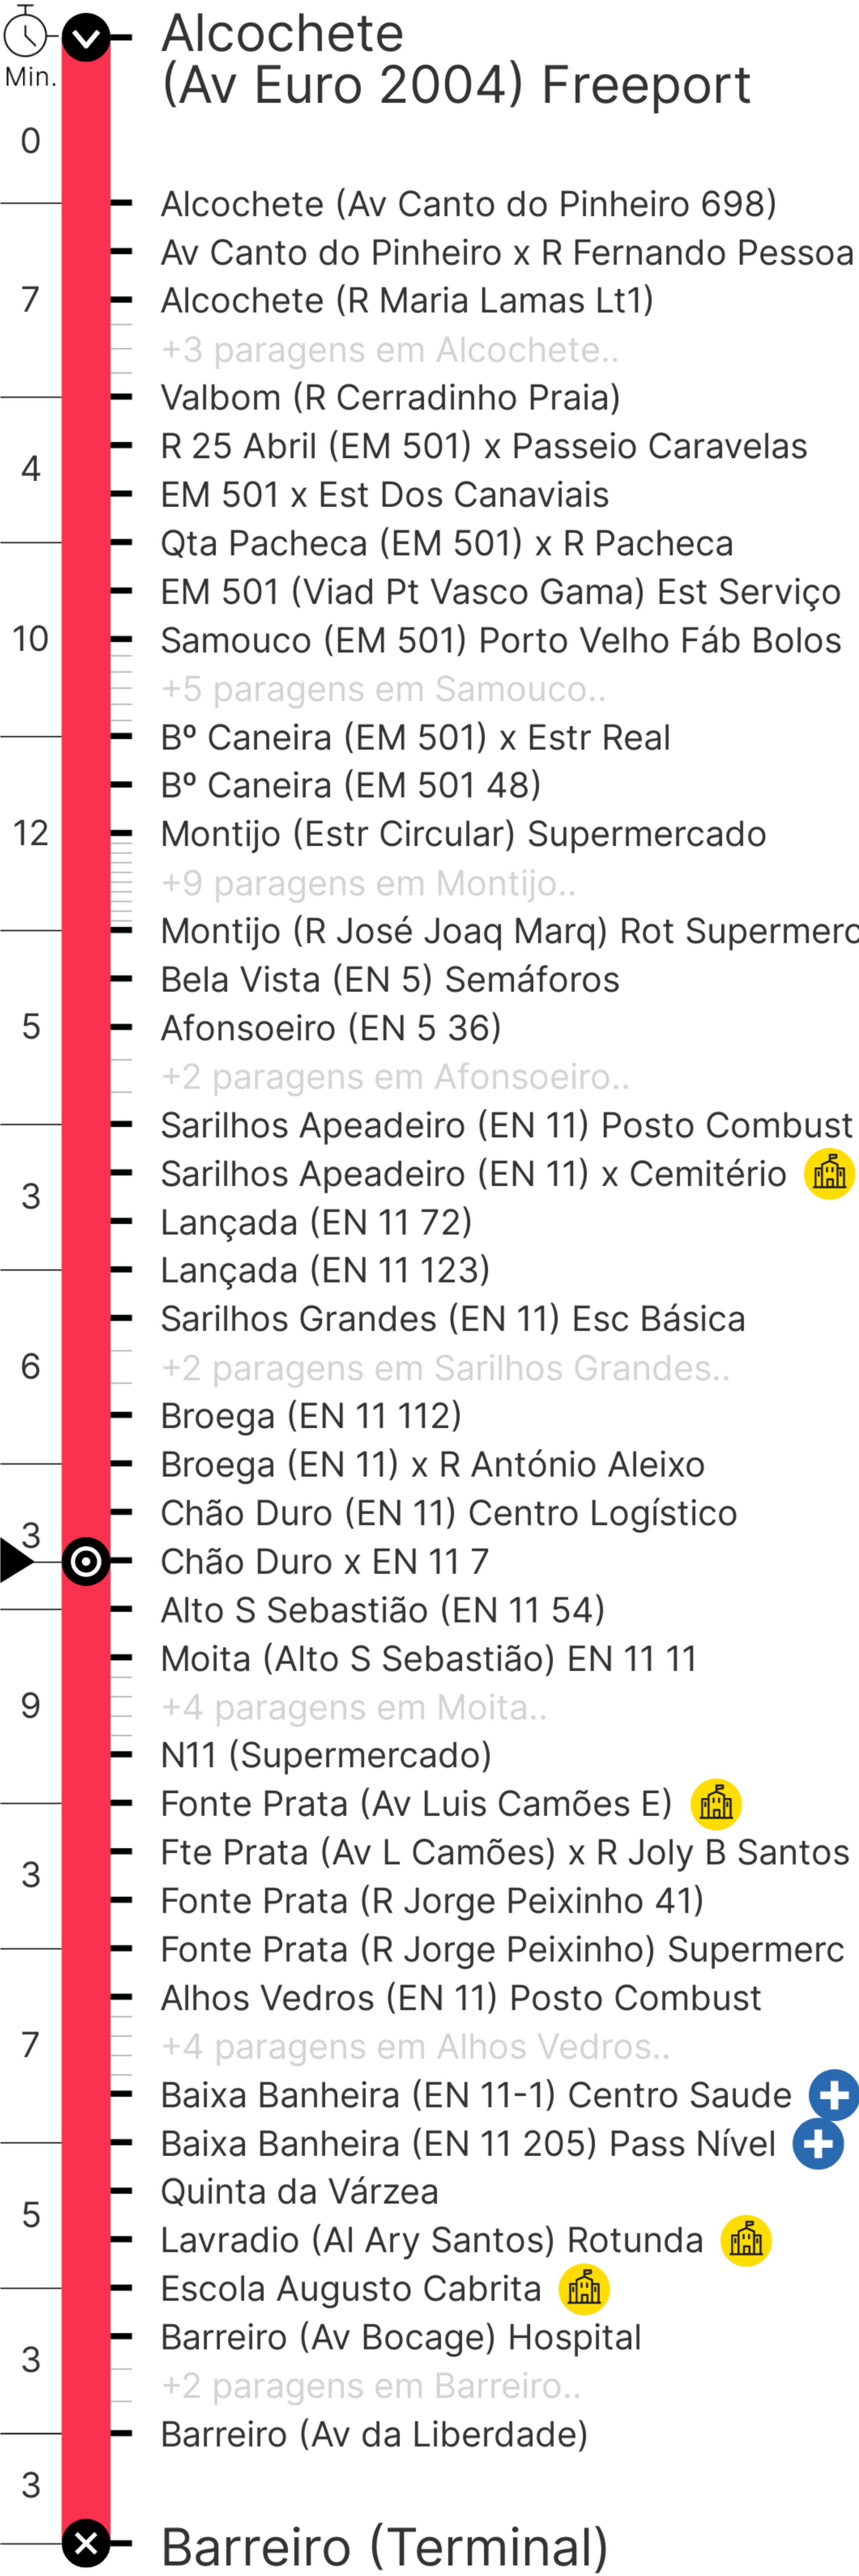 Min.
Alcochete
(Av Euro 2004) Freeport
0
Alcochete (Av Canto do Pinheiro 698)
Av Canto do Pinheiro x R Fernando Pessoa
7
Alcochete (R Maria Lamas Lt1)
+3 paragens em Alcochete..
Valbom (R Cerradinho Praia)
R 25 Abril (EM 501) x Passeio Caravelas
4
EM 501 x Est Dos Canaviais
Qta Pacheca (EM 501) x R Pacheca
EM 501 (Viad Pt Vasco Gama) Est Serviço
10
Samouco (EM 501) Porto Velho Fáb Bolos
+5 paragens em Samouco..
Bº Caneira (EM 501) x Estr Real
Bº Caneira (EM 501 48)
12
Montijo (Estr Circular) Supermercado
+9 paragens em Montijo..
Montijo (R José Joaq Marq) Rot Supermerc
Bela Vista (EN 5) Semáforos
5
Afonsoeiro (EN 5 36)
+2 paragens em Afonsoeiro..
Sarilhos Apeadeiro (EN 11) Posto Combust
Sarilhos Apeadeiro (EN 11) x Cemitério
3
Lançada (EN 11 72)
Lançada (EN 11 123)
Sarilhos Grandes (EN 11) Esc Básica
6
+2 paragens em Sarilhos Grandes..
Broega (EN 11 112)
Broega (EN 11) x R António Aleixo
Chão Duro (EN 11) Centro Logístico
3
Chão Duro x EN 11 7
Alto S Sebastião (EN 11 54)
Moita (Alto S Sebastião) EN 11 11
9
+4 paragens em Moita..
N11 (Supermercado)
Fonte Prata (Av Luis Camões E)
Fte Prata (Av L Camões) x R Joly B Santos
3
Fonte Prata (R Jorge Peixinho 41)
Fonte Prata (R Jorge Peixinho) Supermerc
Alhos Vedros (EN 11) Posto Combust
7
+4 paragens em Alhos Vedros..
Baixa Banheira (EN 11-1) Centro Saude
Baixa Banheira (EN 11 205) Pass Nível
Quinta da Várzea
5
Lavradio (Al Ary Santos) Rotunda
Escola Augusto Cabrita
Barreiro (Av Bocage) Hospital
3
+2 paragens em Barreiro..
Barreiro (Av da Liberdade)
3
Barreiro (Terminal)